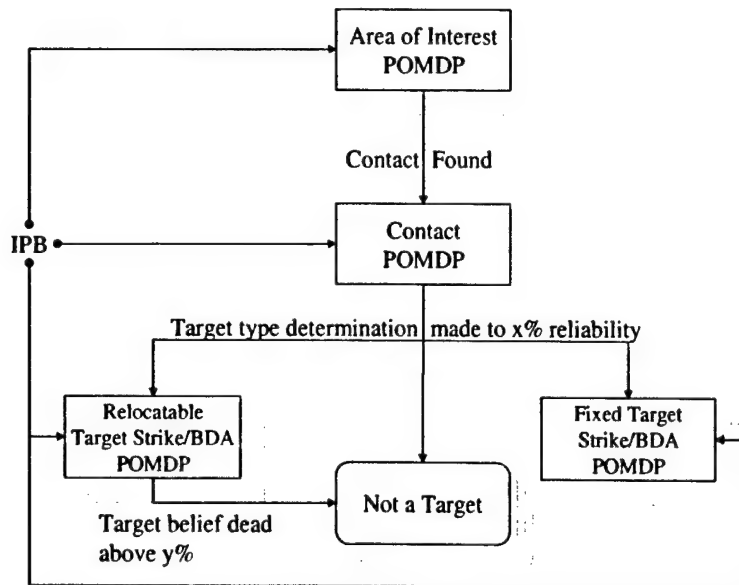 Area of Interest
POMDP
Contact Found
IPB
Contact
POMDP
Target type determination made to x% reliability
Relocatable
Target Strike/BDA
POMDP
Fixed Target
Strike/BDA
POMDP
Not a Target
Target belief dead
above y%